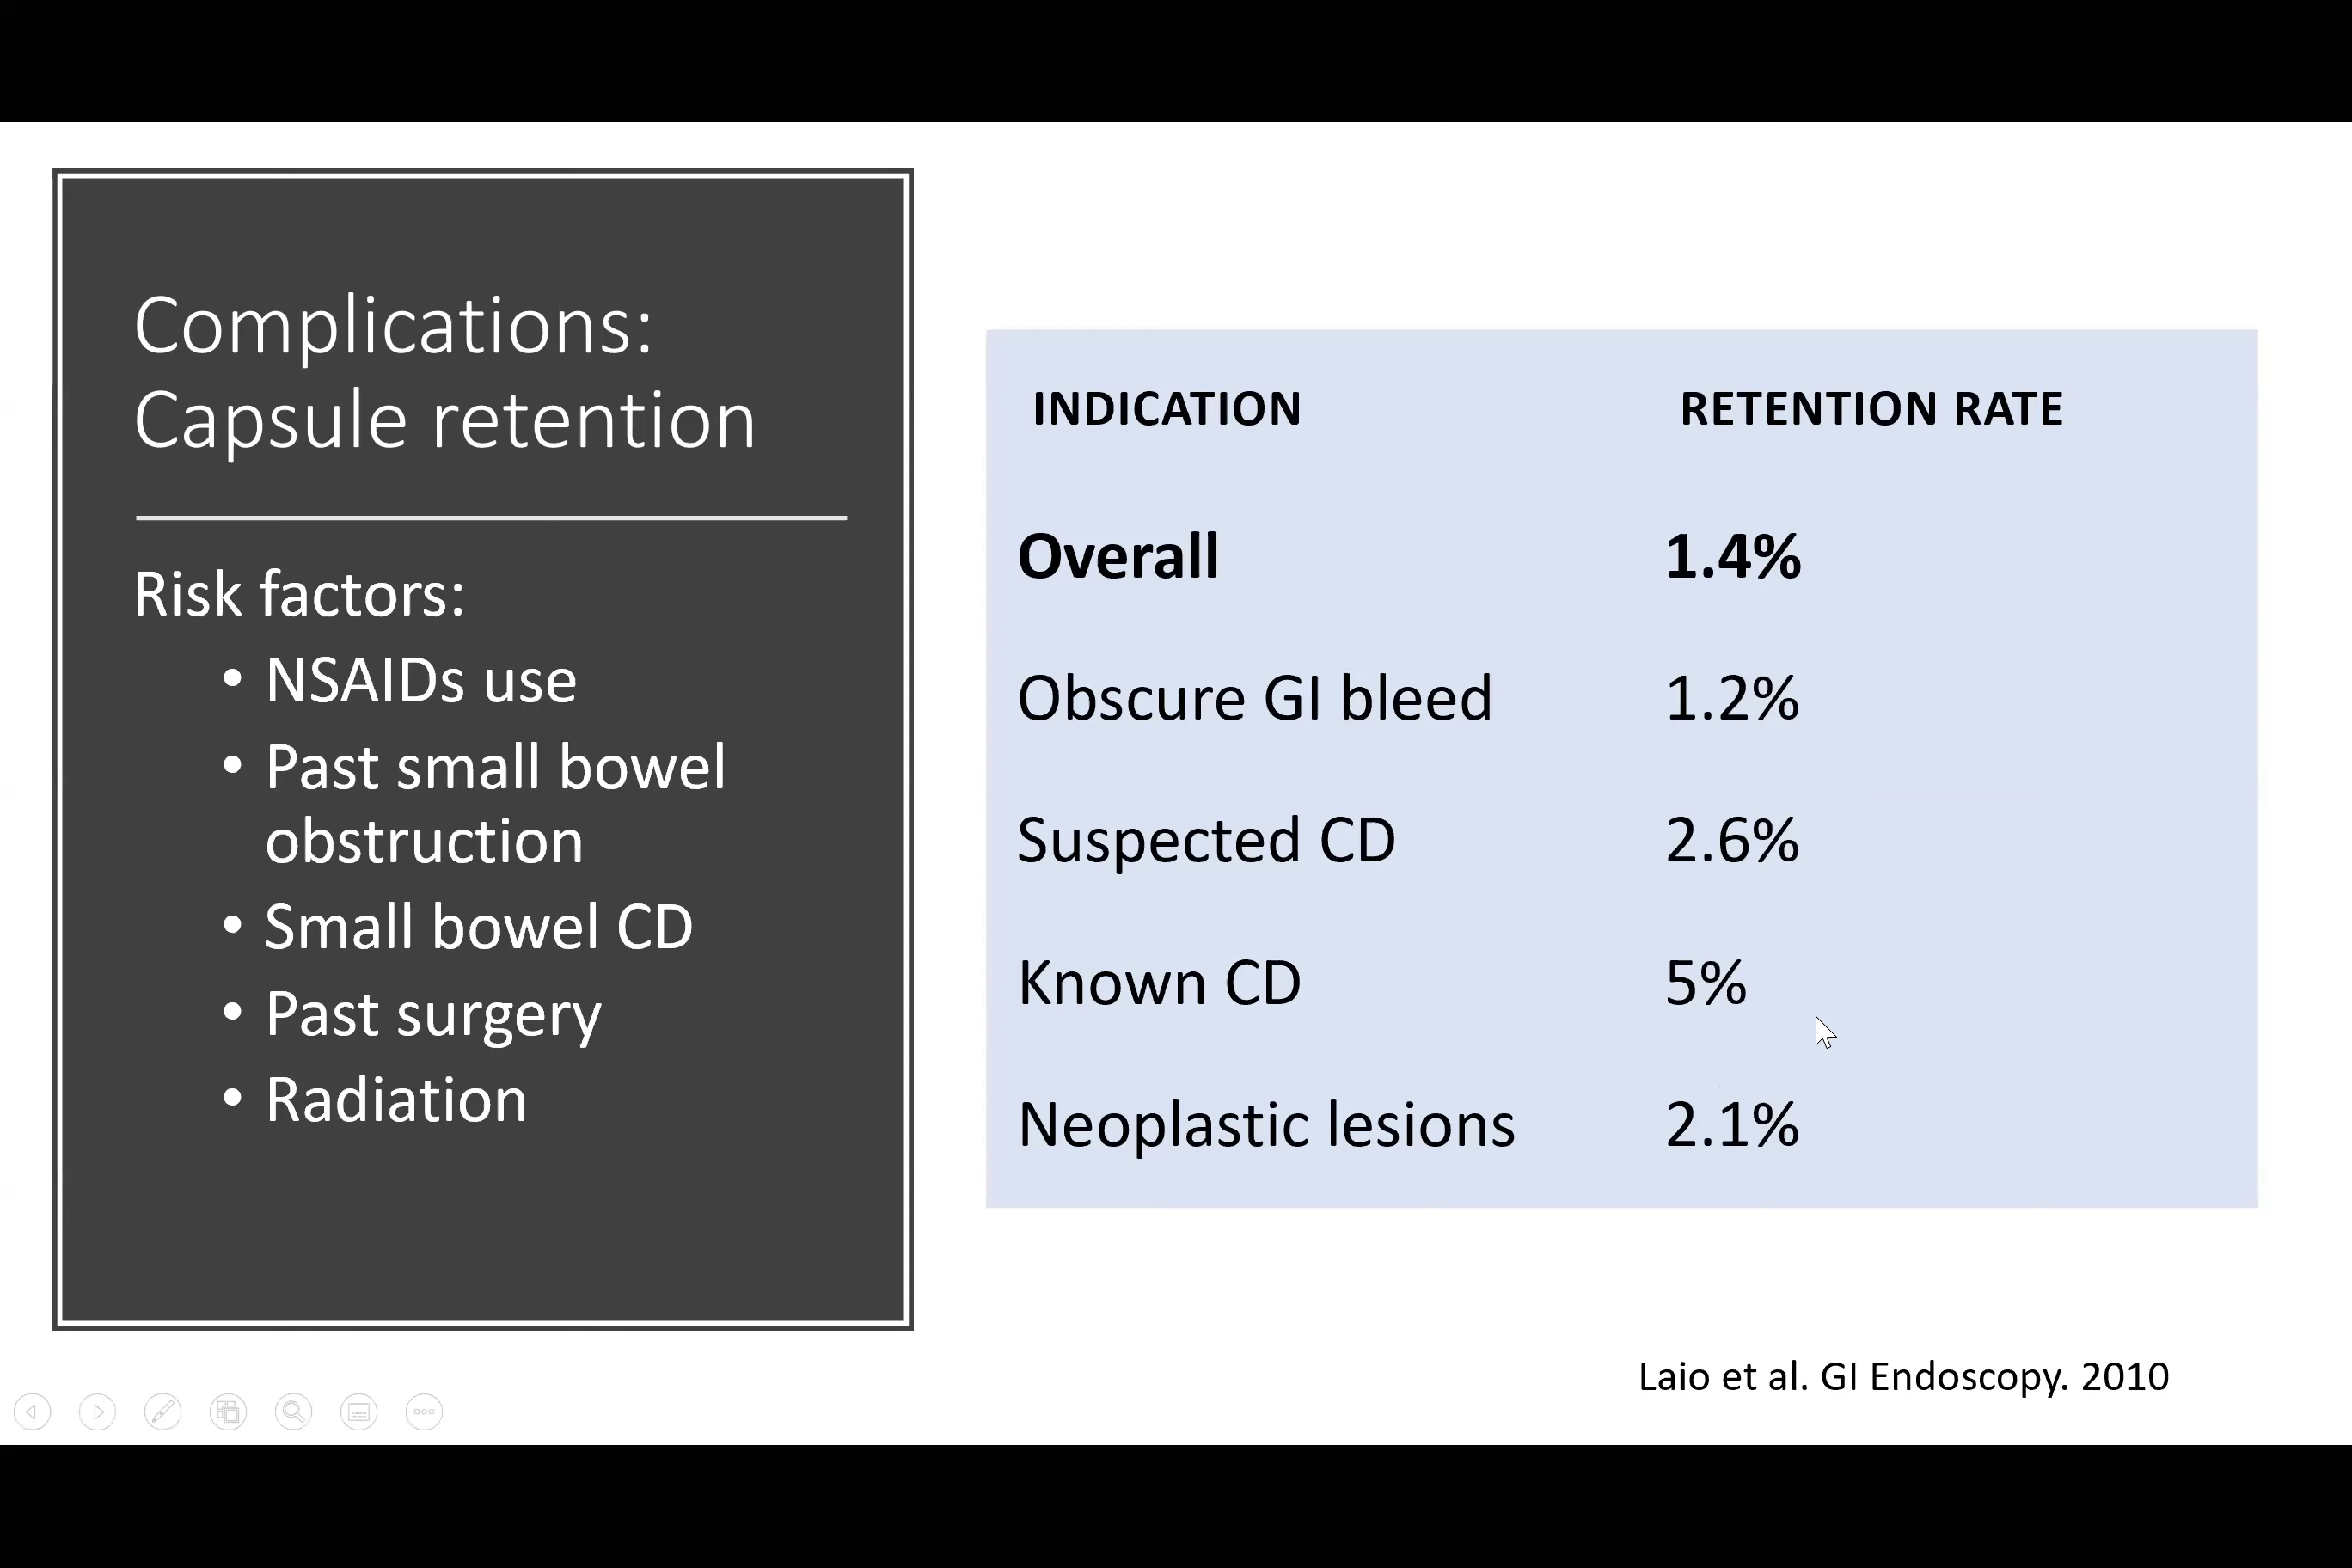 Complications:
Capsule retention
Risk factors:
• NSAIDs use
• Past small bowel
obstruction
• Small bowel CD
• Past surgery
• Radiation
INDICATION RETENTION RATE
Overall 1.4%
Obscure GI bleed 1.2%
Suspected CD 2.6%
Known CD 5%
Neoplastic lesions 2.1%
Laio et al. GI Endoscopy. 2010